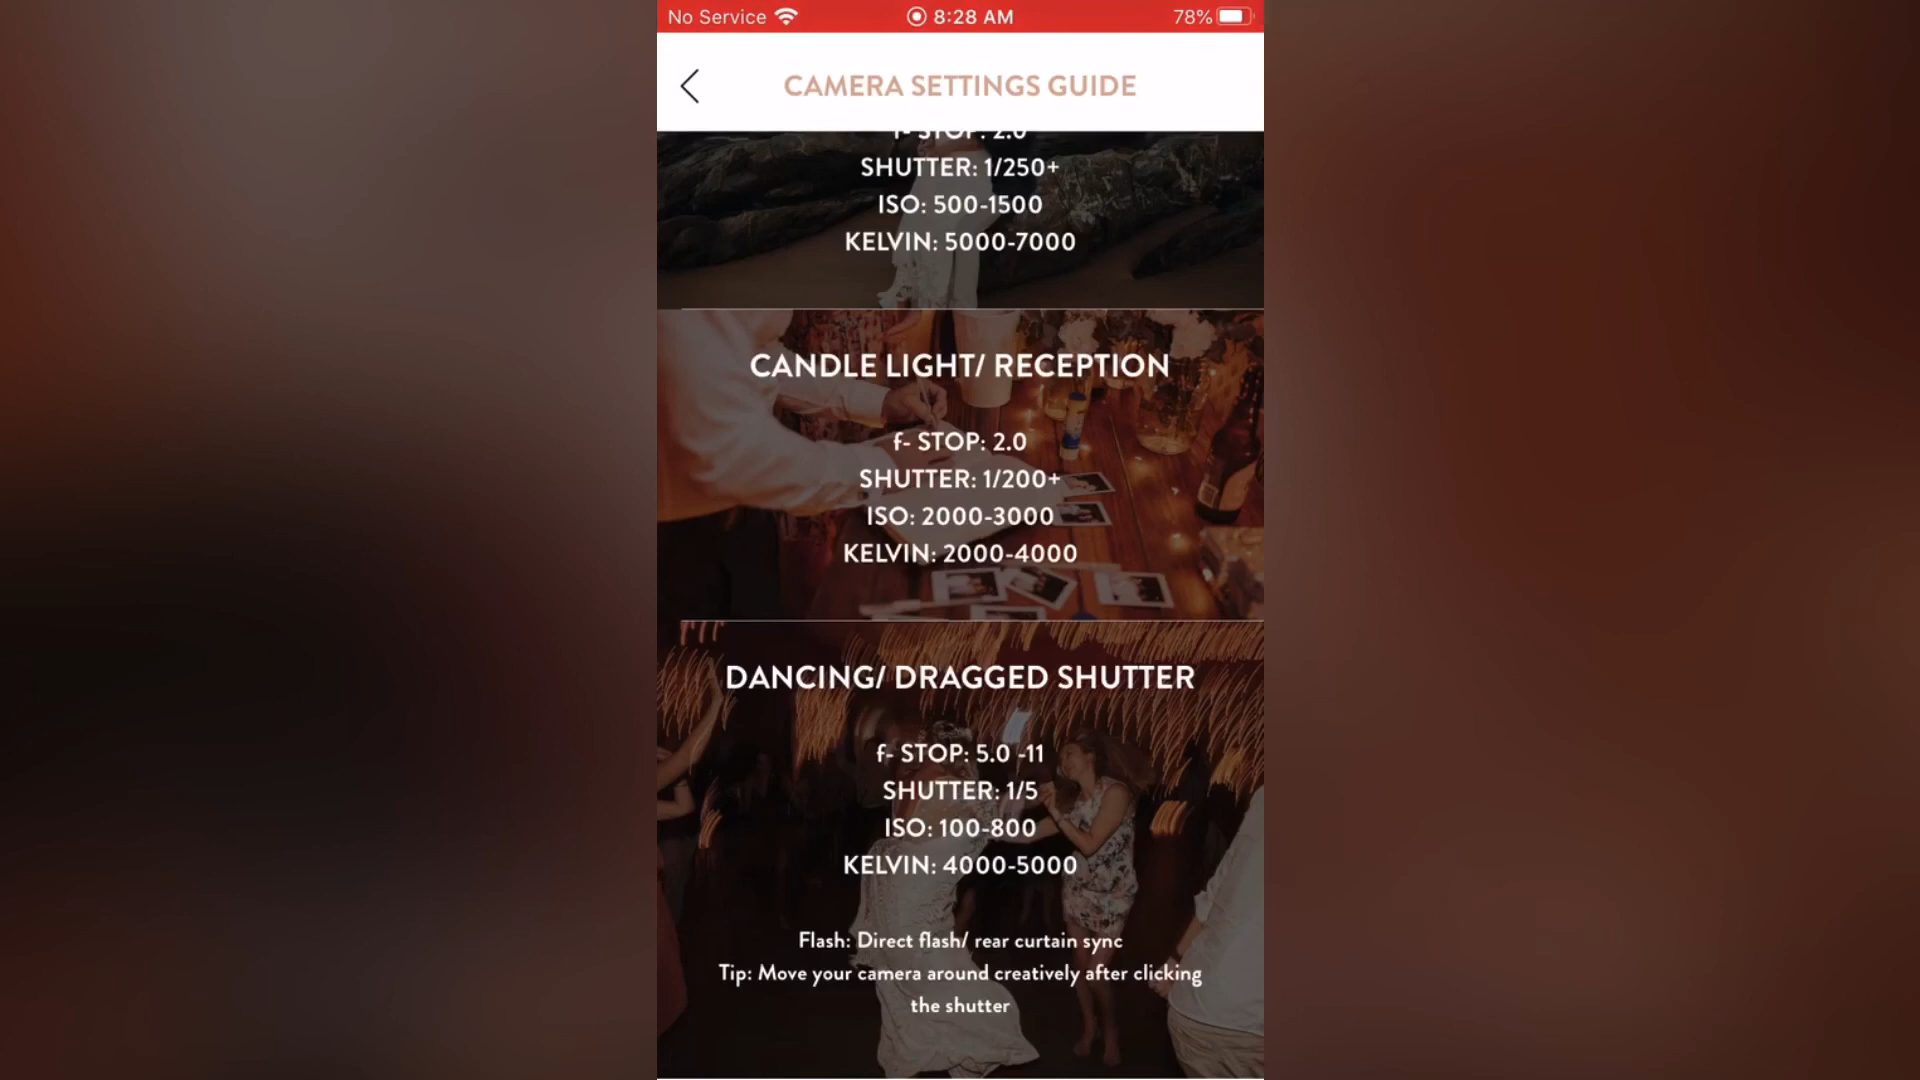 No Service 8:28 AM 78%
CAMERA SETTINGS GUIDE
f- STOP: 2.0
SHUTTER: 1/250+
ISO: 500-1500
KELVIN: 5000-7000
CANDLE LIGHT/ RECEPTION
f- STOP: 2.0
SHUTTER: 1/200+
ISO: 2000-3000
KELVIN: 2000-4000
DANCING/ DRAGGED SHUTTER
f- STOP: 5.0 -11
SHUTTER: 1/5
ISO: 100-800
KELVIN: 4000-5000
Flash: Direct flash/ rear curtain sync
Tip: Move your camera around creatively after clicking
the shutter